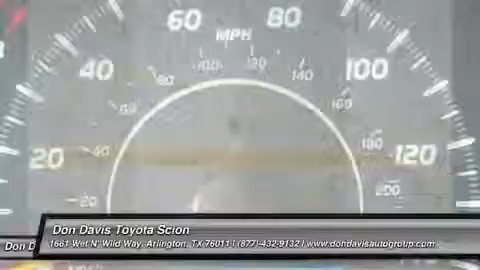 60 80
MPH
100 120
40 80 140 100
60 160
180
20 40 120
20 200
Don Davis Toyota Scion
1661 Wet N' Wild Way, Arlington, TX 76011 | (877)-432-9132 | www.dondavisautogroup.com
Don D